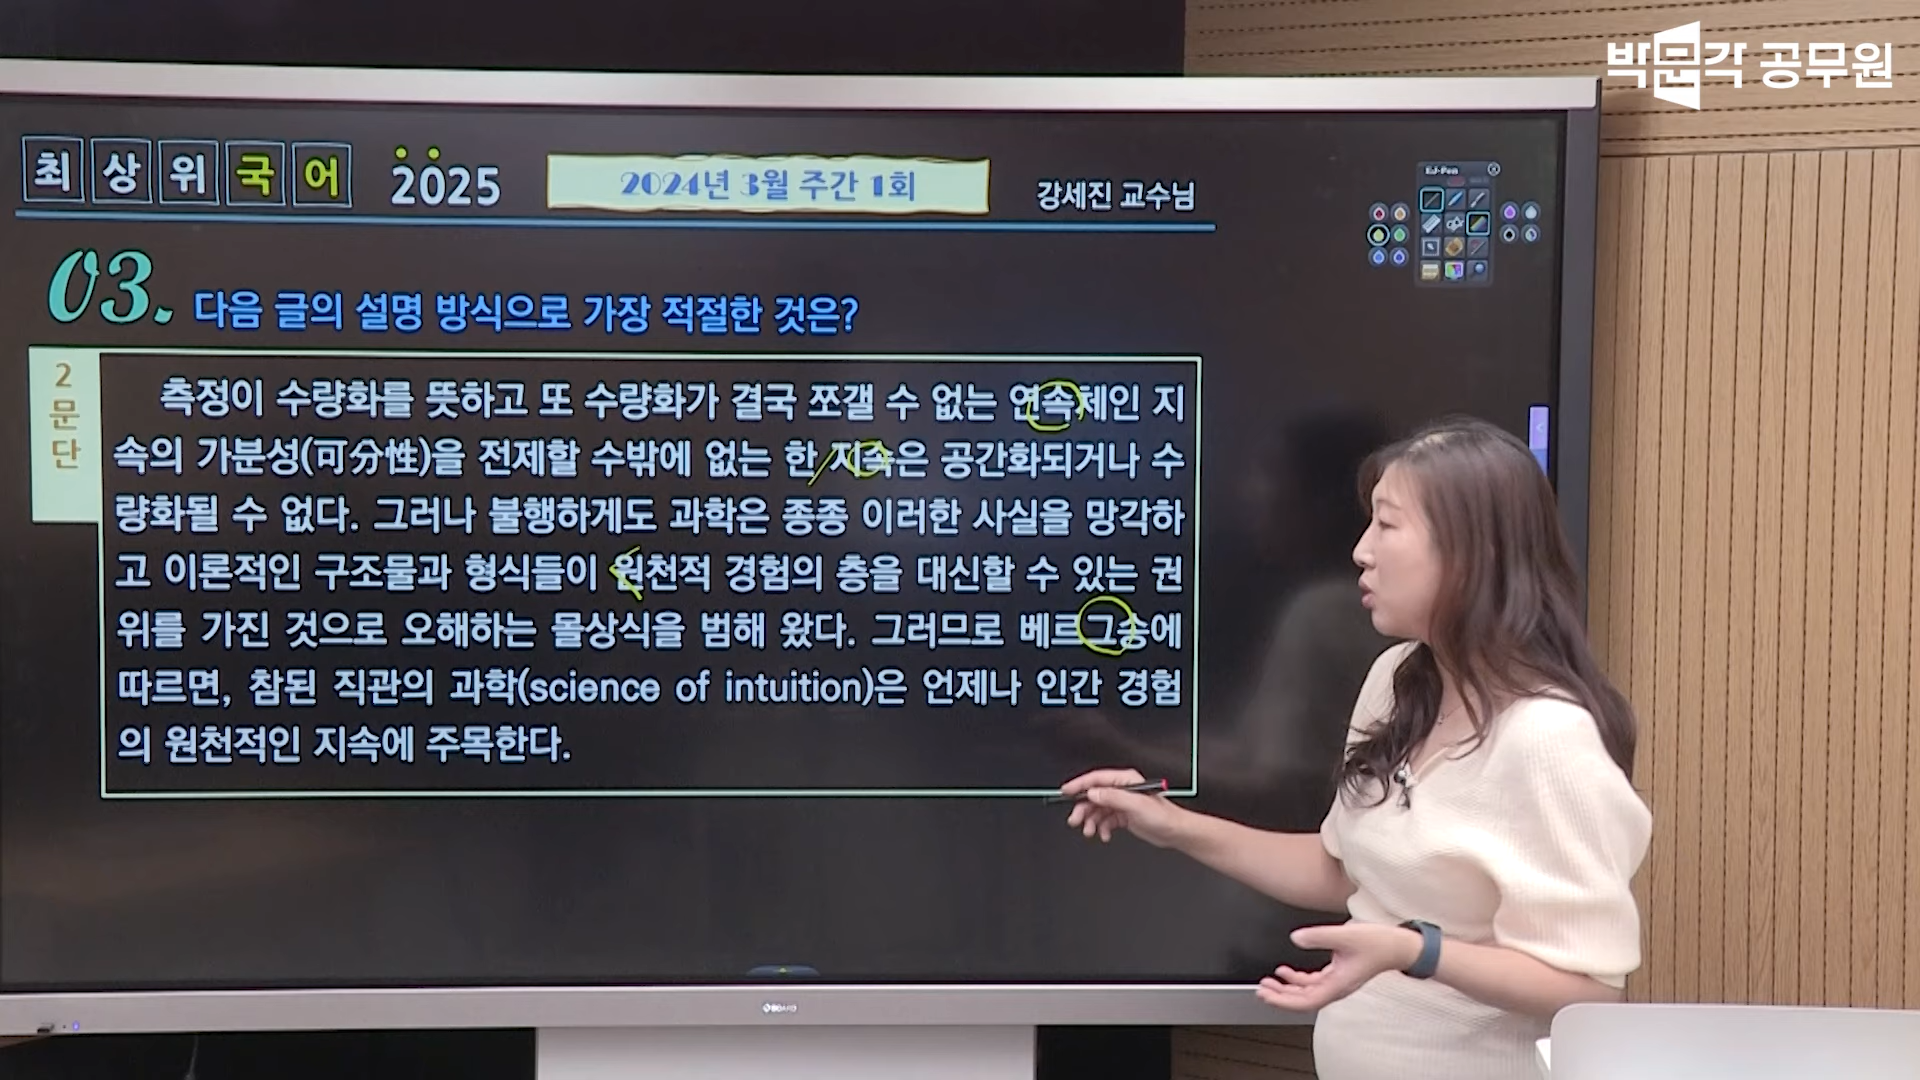 박문각 공무원
최상위국어 2025
2024년 3월 주간 1회
강세진 교수님
03. 다음 글의 설명 방식으로 가장 적절한 것은?
2문단
측정이 수량화를 뜻하고 또 수량화가 결국 쪼갤 수 없는 연속체인 지
속의 가분성(可分性)을 전제할 수밖에 없는 한 지속은 공간화되거나 수
량화될 수 없다. 그러나 불행하게도 과학은 종종 이러한 사실을 망각하
고 이론적인 구조물과 형식들이 원천적 경험의 층을 대신할 수 있는 권
위를 가진 것으로 오해하는 몰상식을 범해 왔다. 그러므로 베르그송에
따르면, 참된 직관의 과학(science of intuition)은 언제나 인간 경험
의 원천적인 지속에 주목한다.